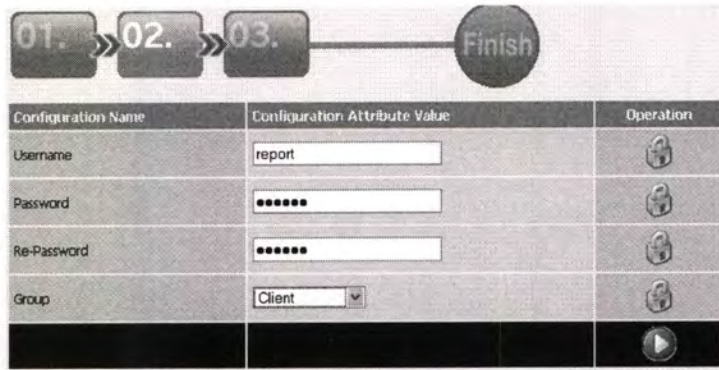 01. 02. 03. Finish
Configuration Name Configuration Attribute Value Operation
Username report
Password ••••••
Re-Password ••••••
Group Client